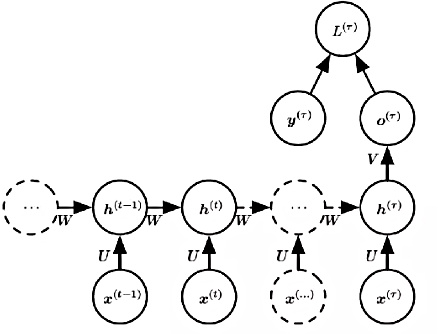 L^(τ)
y^(τ) o^(τ)
V
... h^(t−1) h^(t) ... h^(τ)
W W W W
U U U U
x^(t−1) x^(t) x^(...) x^(τ)